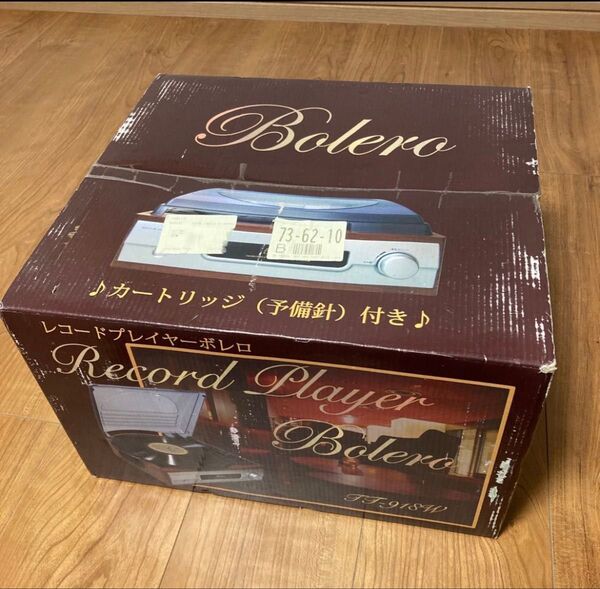 Bolero
73-62-10
♪カートリッジ（予備針）付き♪
レコードプレイヤーボレロ
Record Player
Bolero
TT-918W